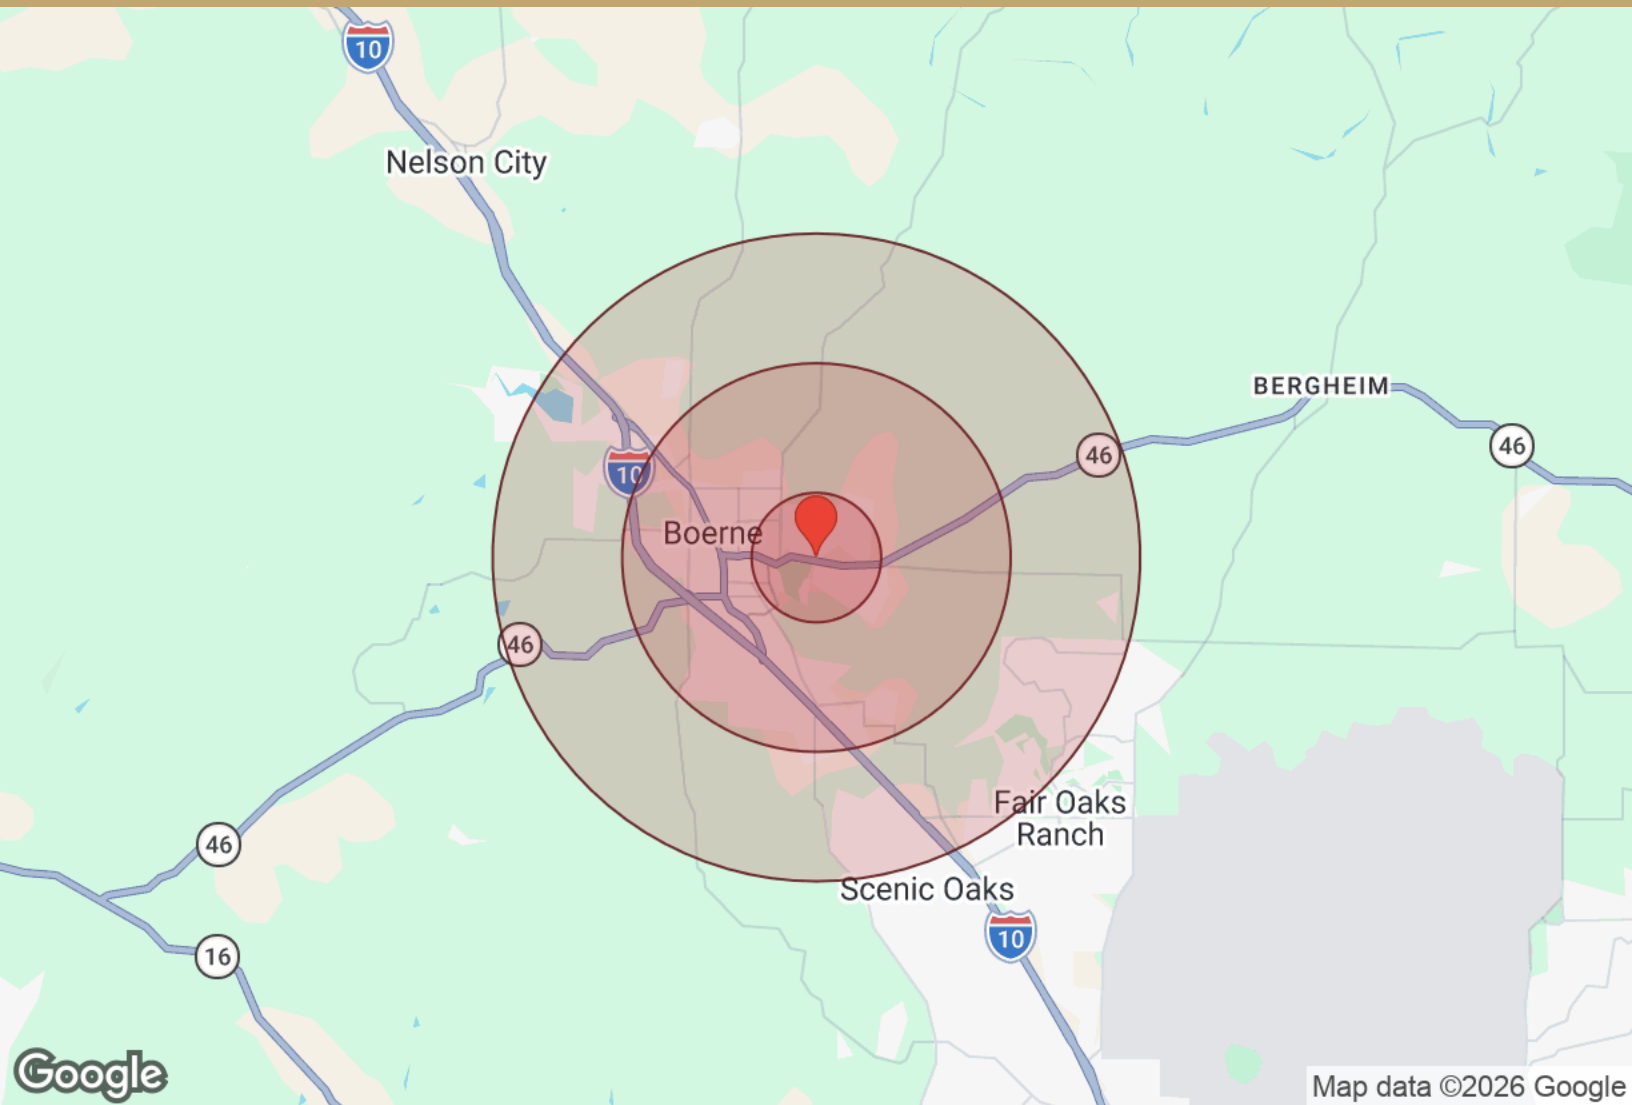 10
Nelson City
BERGHEIM
46
46
10
Boerne
46
Fair Oaks
Ranch
46
Scenic Oaks
10
16
Google
Map data ©2026 Google